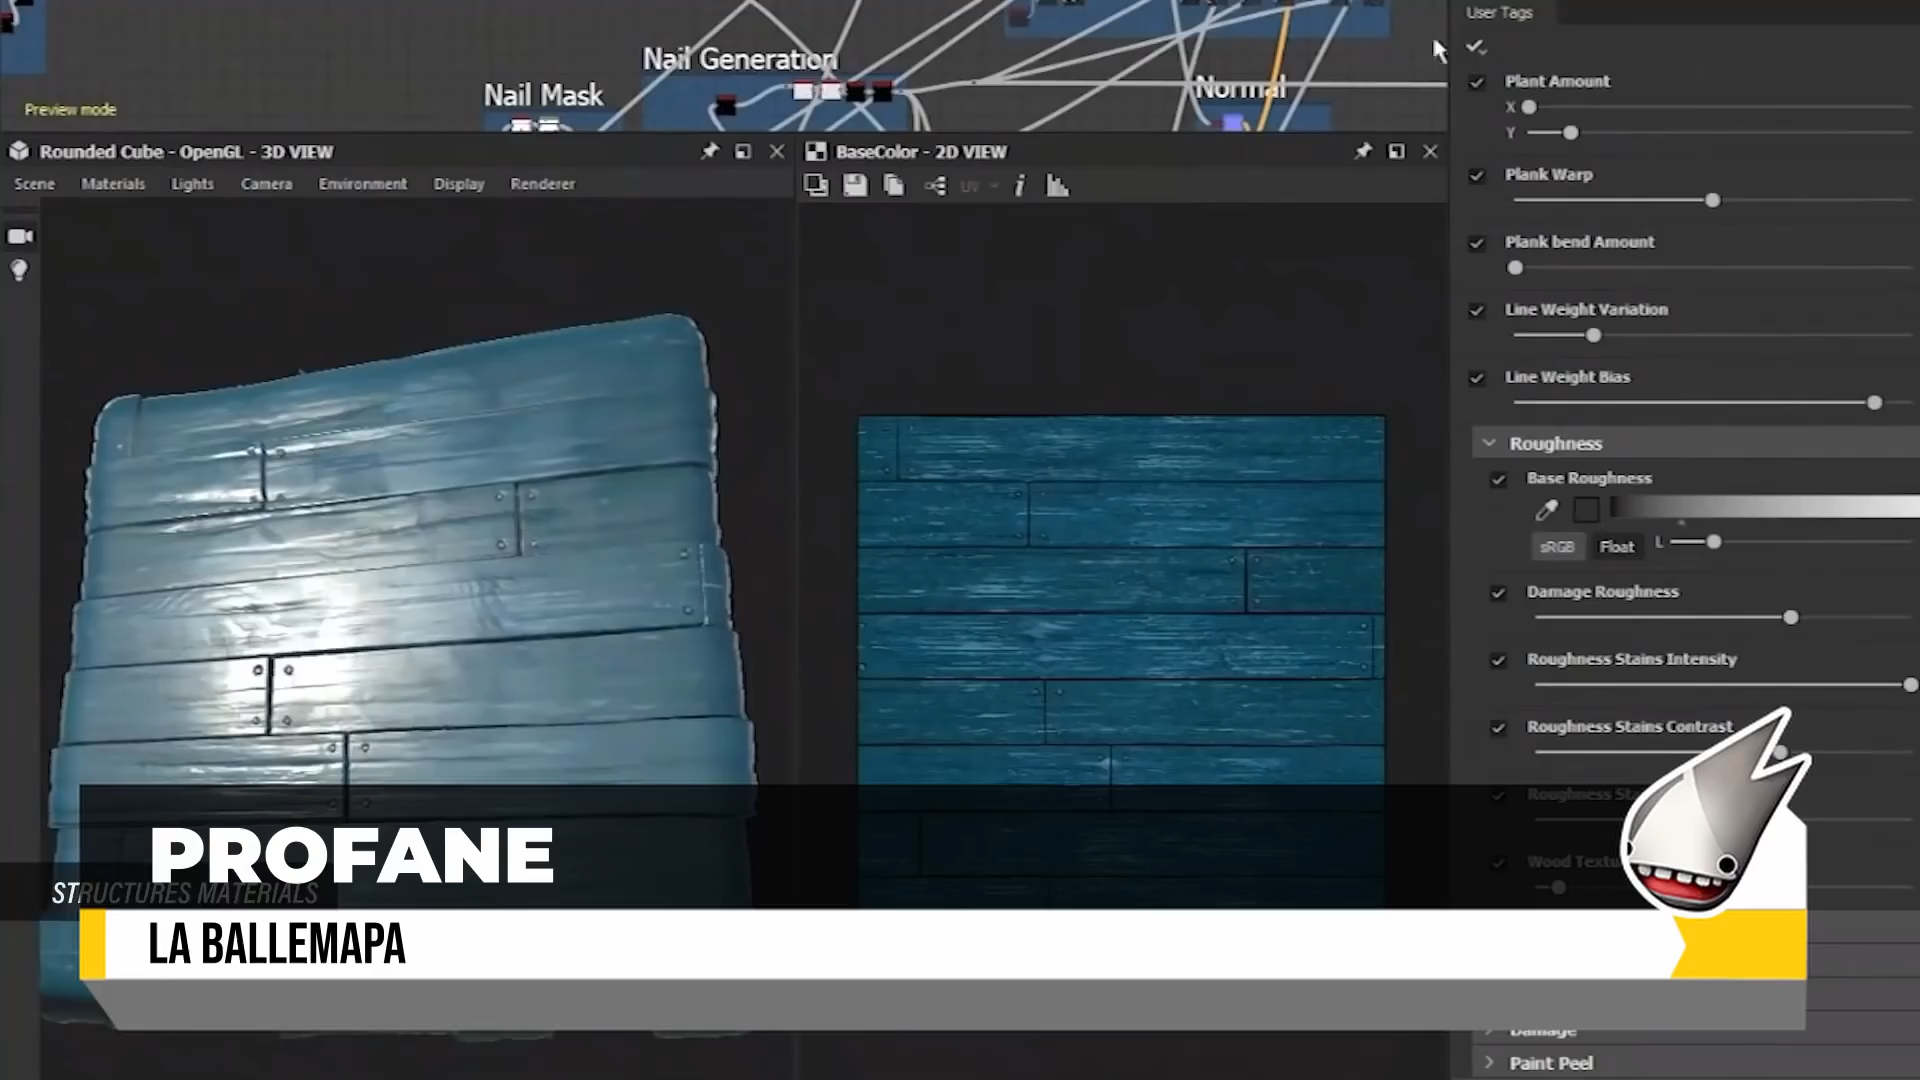 User Tags
Nail Generation
Nail Mask
Normal
Preview mode
Plant Amount
X
Y
Rounded Cube - OpenGL - 3D VIEW
BaseColor - 2D VIEW
Scene Materials Lights Camera Environment Display Renderer
UV
Plank Warp
Plank bend Amount
Line Weight Variation
Line Weight Bias
Roughness
Base Roughness
sRGB Float L
Damage Roughness
Roughness Stains Intensity
Roughness Stains Contrast
Roughness
Wood
PROFANE
STRUCTURES MATERIALS
LA BALLEMAPA
Damage
Paint Peel